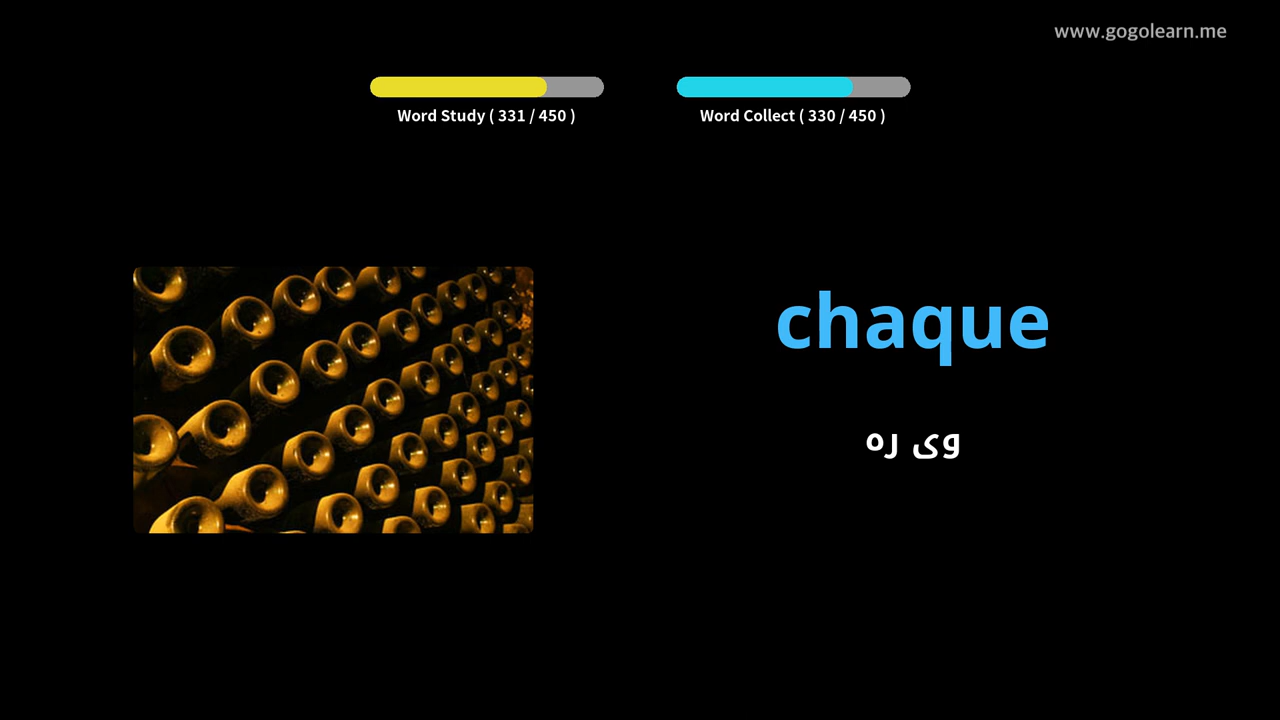 www.gogolearn.me
Word Study ( 331 / 450 )
Word Collect ( 330 / 450 )
chaque
وی ره